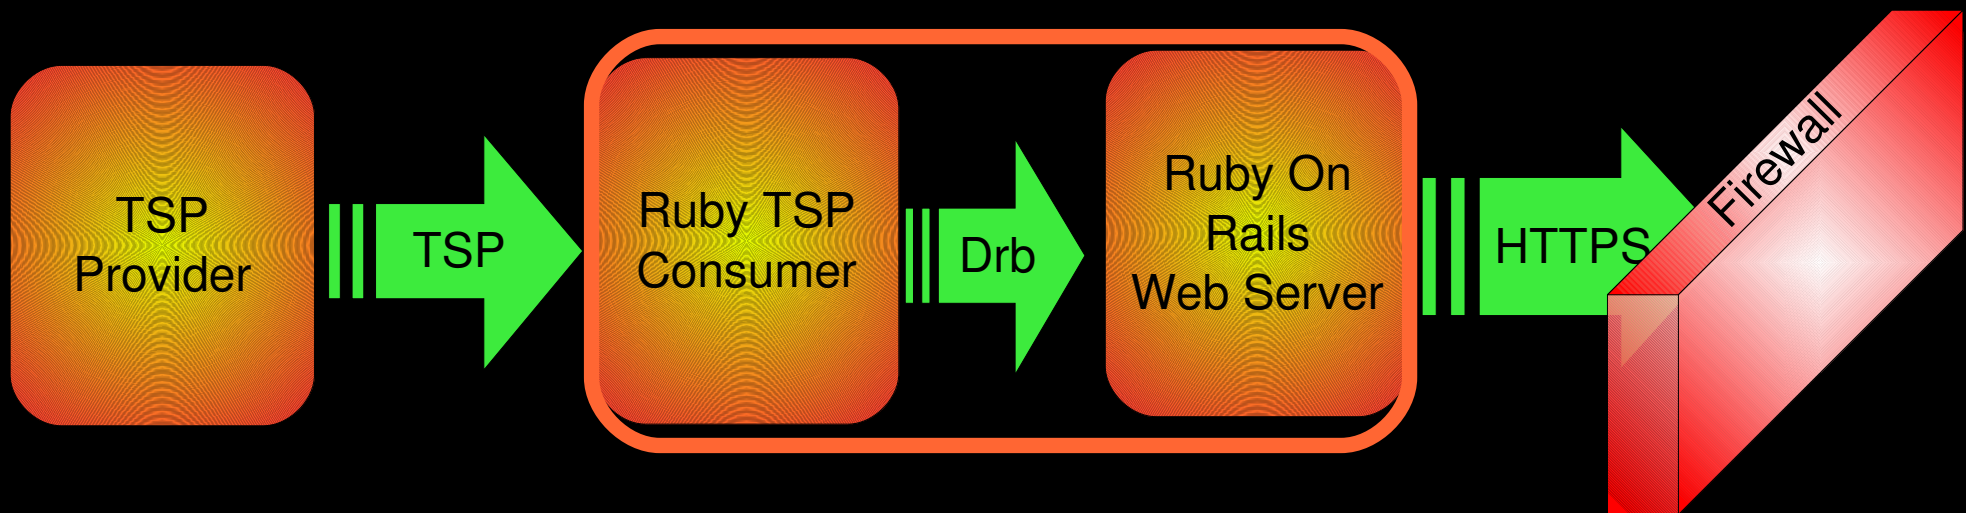 TSP
Provider
TSP
Ruby TSP
Consumer
Drb
Ruby On
Rails
Web Server
HTTPS
Firewall